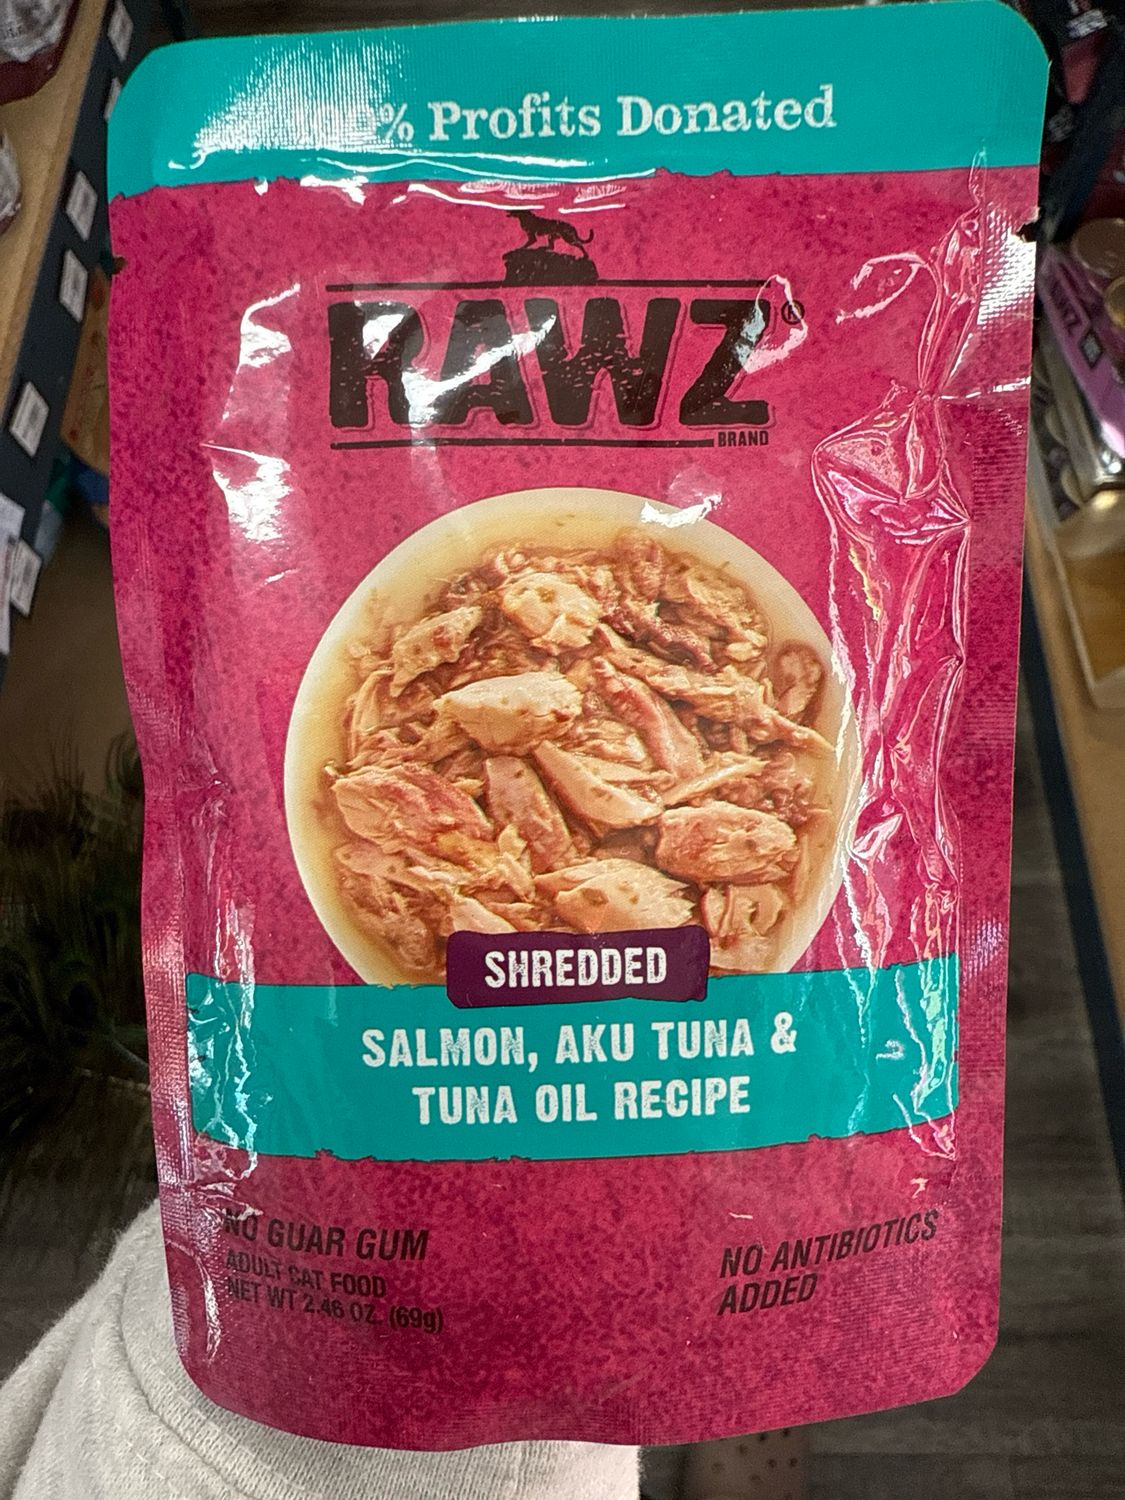 100% Profits Donated
RAWZ®
BRAND
SHREDDED
SALMON, AKU TUNA &
TUNA OIL RECIPE
NO GUAR GUM
ADULT CAT FOOD
NET WT 2.46 OZ. (69g)
NO ANTIBIOTICS
ADDED